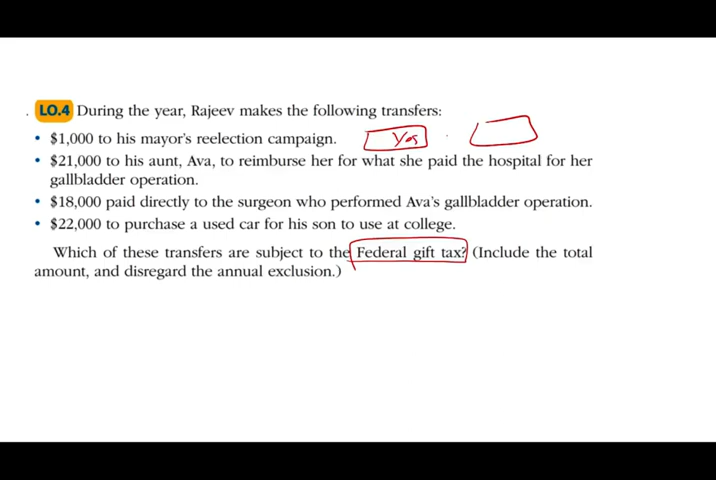 LO.4 During the year, Rajeev makes the following transfers:
• $1,000 to his mayor's reelection campaign. Yes
• $21,000 to his aunt, Ava, to reimburse her for what she paid the hospital for her
gallbladder operation.
• $18,000 paid directly to the surgeon who performed Ava's gallbladder operation.
• $22,000 to purchase a used car for his son to use at college.
Which of these transfers are subject to the Federal gift tax? (Include the total
amount, and disregard the annual exclusion.)